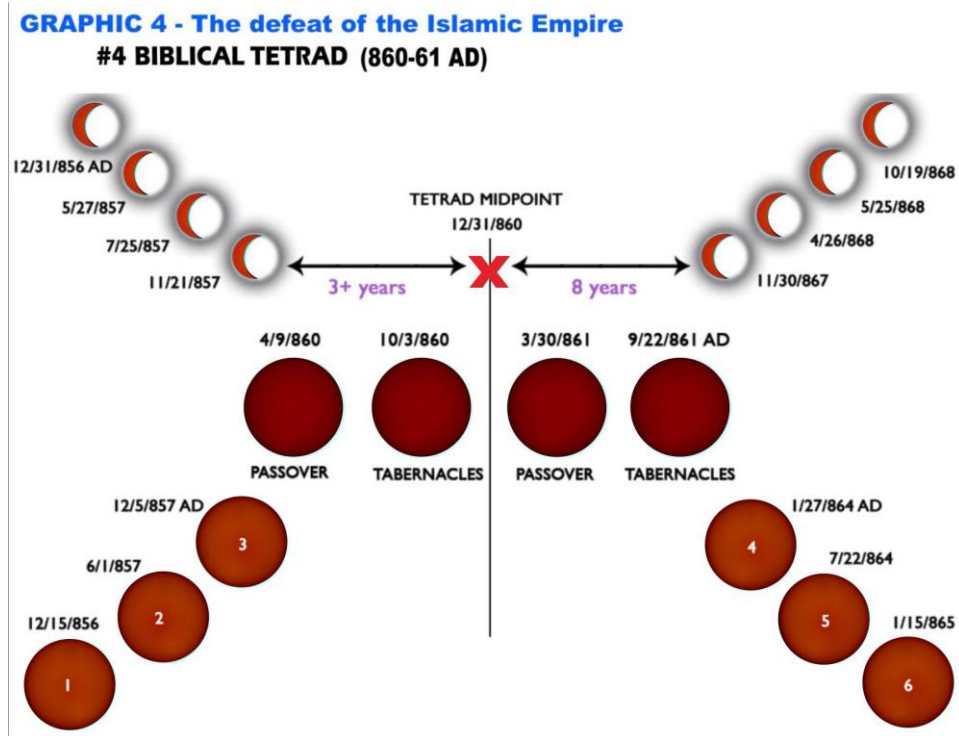 GRAPHIC 4 - The defeat of the Islamic Empire
#4 BIBLICAL TETRAD (860-61 AD)
12/31/856 AD
5/27/857
7/25/857
11/21/857
TETRAD MIDPOINT
12/31/860
X
3+ years
8 years
10/19/868
5/25/868
4/26/868
11/30/867
4/9/860
10/3/860
3/30/861
9/22/861 AD
PASSOVER
TABERNACLES
PASSOVER
TABERNACLES
12/5/857 AD
3
6/1/857
2
12/15/856
1
1/27/864 AD
4
7/22/864
5
1/15/865
6